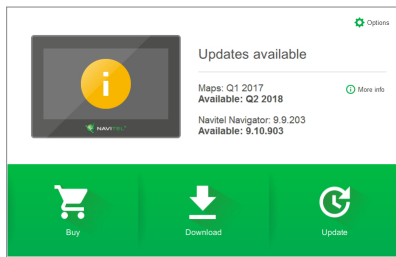 Options
Updates available
Maps: Q1 2017
Available: Q2 2018
More info
Navitel Navigator: 9.9.203
Available: 9.10.903
NAVITEL
Buy
Download
Update